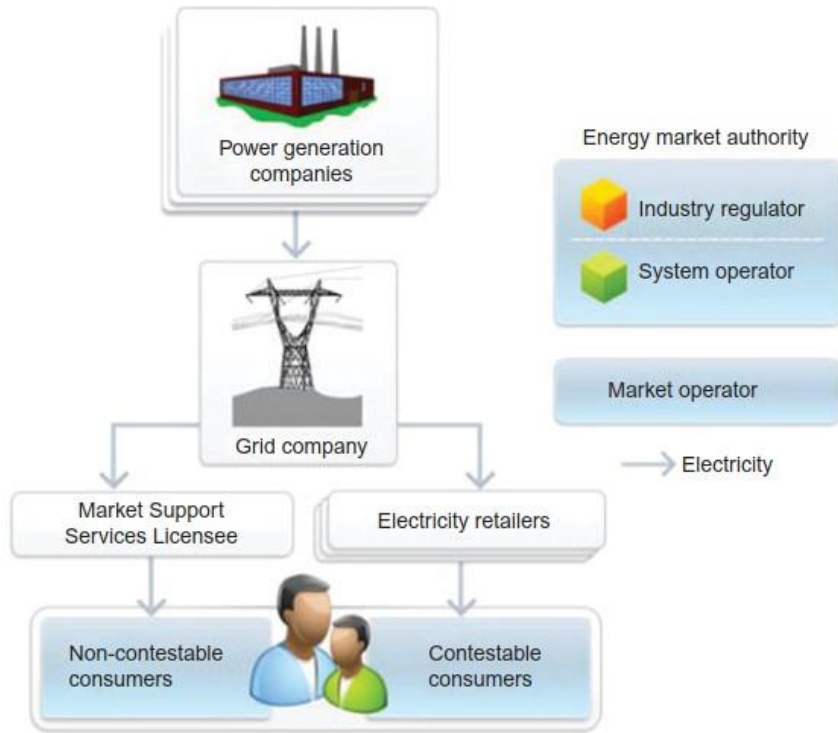 Power generation
companies
Energy market authority
Industry regulator
System operator
Grid company
Market operator
Electricity
Market Support
Services Licensee
Electricity retailers
Non-contestable
consumers
Contestable
consumers